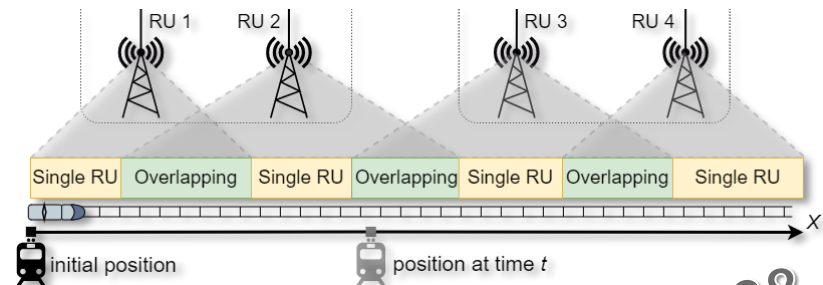 RU 1 RU 2 RU 3 RU 4
Single RU Overlapping Single RU Overlapping Single RU Overlapping Single RU
X
initial position position at time t